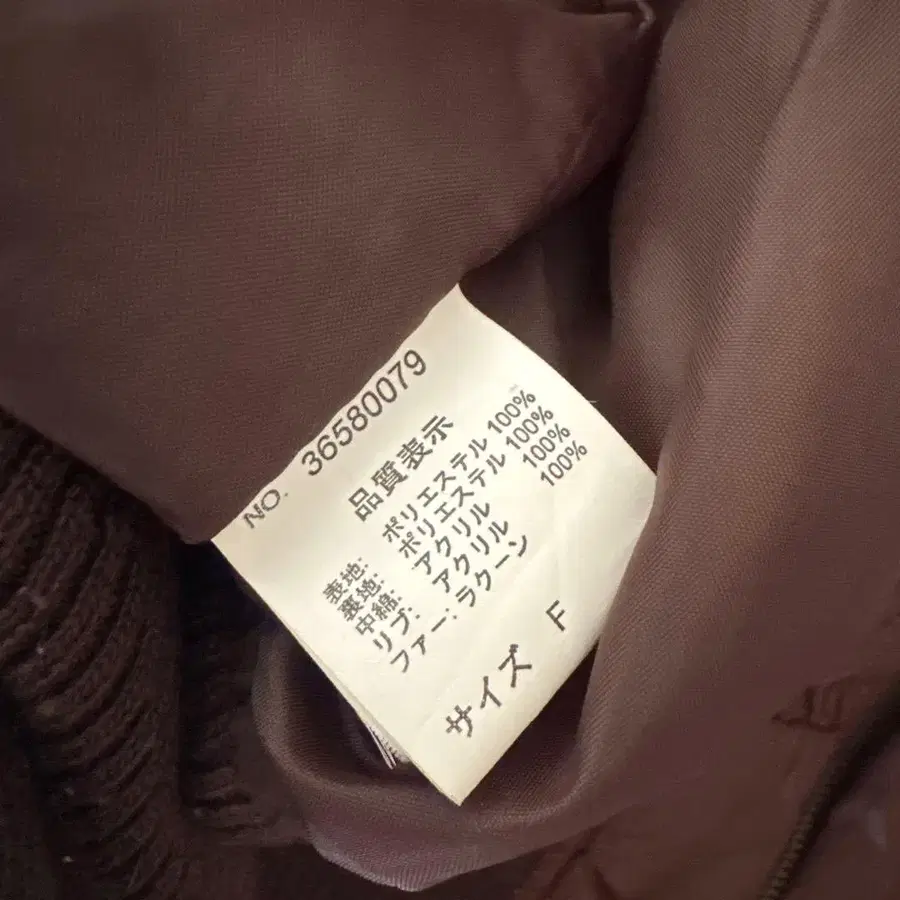 NO. 36580079
品質表示
表地: ポリエステル 100%
裏地: ポリエステル 100%
中綿: アクリル 100%
リブ: アクリル 100%
ファー: ラクーン
サイズ F